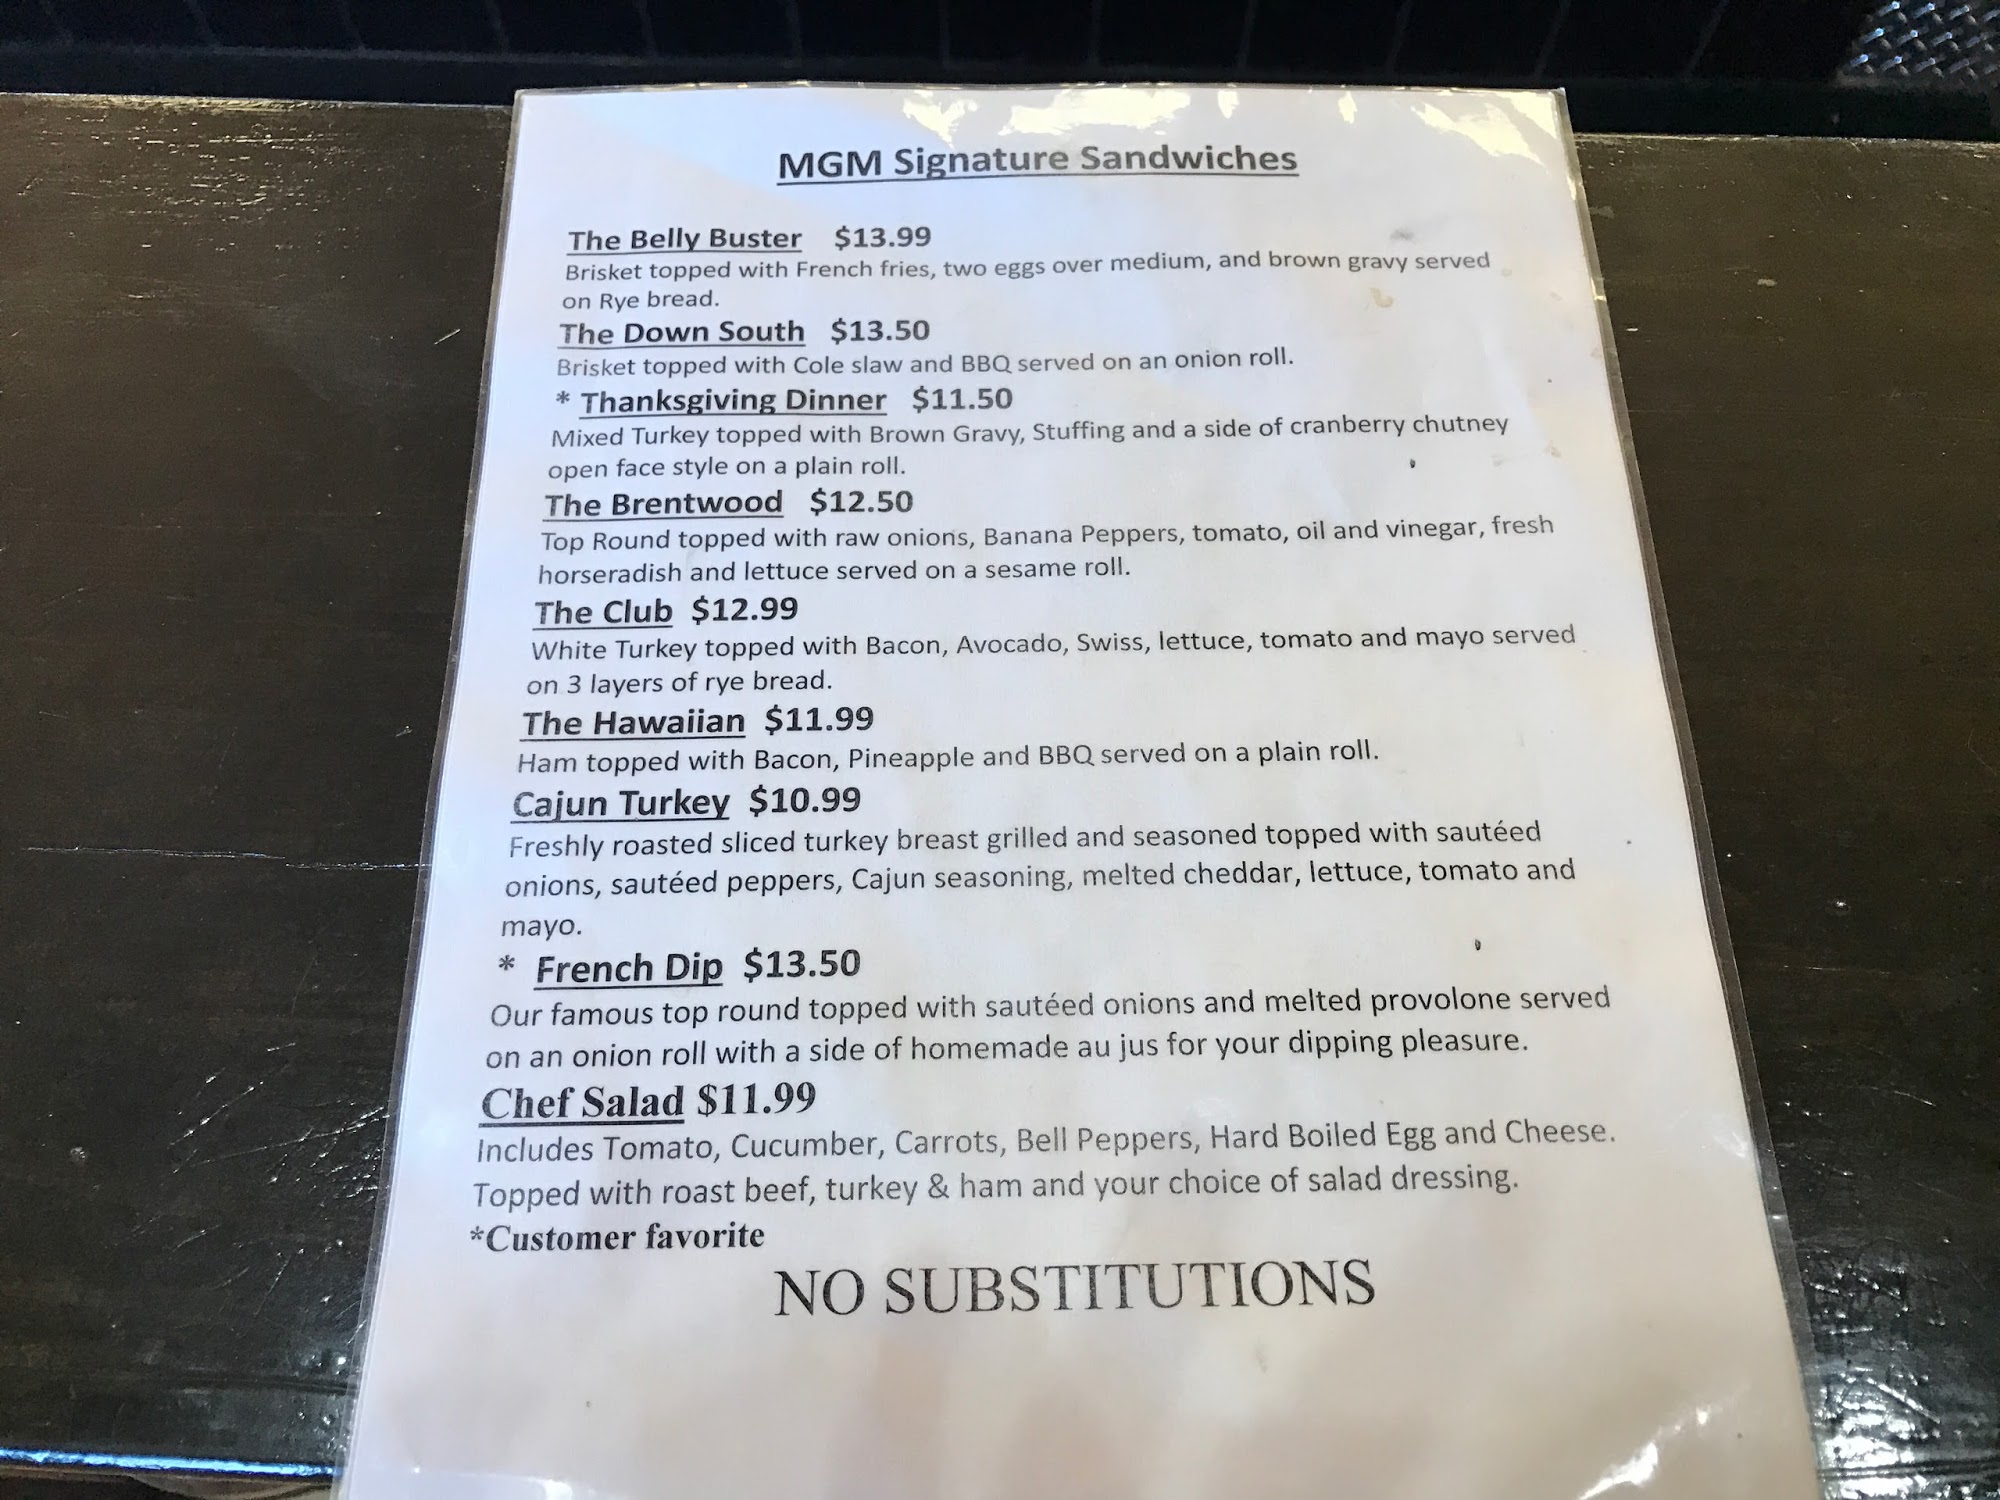 MGM Signature Sandwiches
The Belly Buster $13.99
Brisket topped with French fries, two eggs over medium, and brown gravy served
on Rye bread.
The Down South $13.50
Brisket topped with Cole slaw and BBQ served on an onion roll.
* Thanksgiving Dinner $11.50
Mixed Turkey topped with Brown Gravy, Stuffing and a side of cranberry chutney
open face style on a plain roll.
The Brentwood $12.50
Top Round topped with raw onions, Banana Peppers, tomato, oil and vinegar, fresh
horseradish and lettuce served on a sesame roll.
The Club $12.99
White Turkey topped with Bacon, Avocado, Swiss, lettuce, tomato and mayo served
on 3 layers of rye bread.
The Hawaiian $11.99
Ham topped with Bacon, Pineapple and BBQ served on a plain roll.
Cajun Turkey $10.99
Freshly roasted sliced turkey breast grilled and seasoned topped with sautéed
onions, sautéed peppers, Cajun seasoning, melted cheddar, lettuce, tomato and
mayo.
* French Dip $13.50
Our famous top round topped with sautéed onions and melted provolone served
on an onion roll with a side of homemade au jus for your dipping pleasure.
Chef Salad $11.99
Includes Tomato, Cucumber, Carrots, Bell Peppers, Hard Boiled Egg and Cheese.
Topped with roast beef, turkey & ham and your choice of salad dressing.
*Customer favorite
NO SUBSTITUTIONS